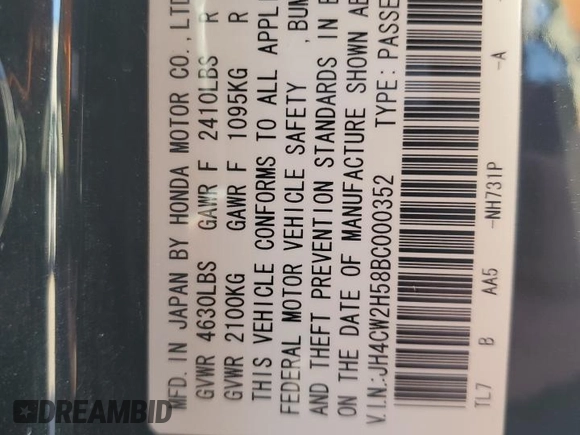 MFD. IN JAPAN BY HONDA MOTOR CO., LTD
GVWR 4630LBS GAWR F 2410LBS R
GVWR 2100KG GAWR F 1095KG R
THIS VEHICLE CONFORMS TO ALL APPL
FEDERAL MOTOR VEHICLE SAFETY , BUM
AND THEFT PREVENTION STANDARDS IN E
ON THE DATE OF MANUFACTURE SHOWN AB
V.I.N.:JH4CW2H58BC000352 TYPE: PASSE
TL7 B AA5 -NH731P -A
DREAMBID